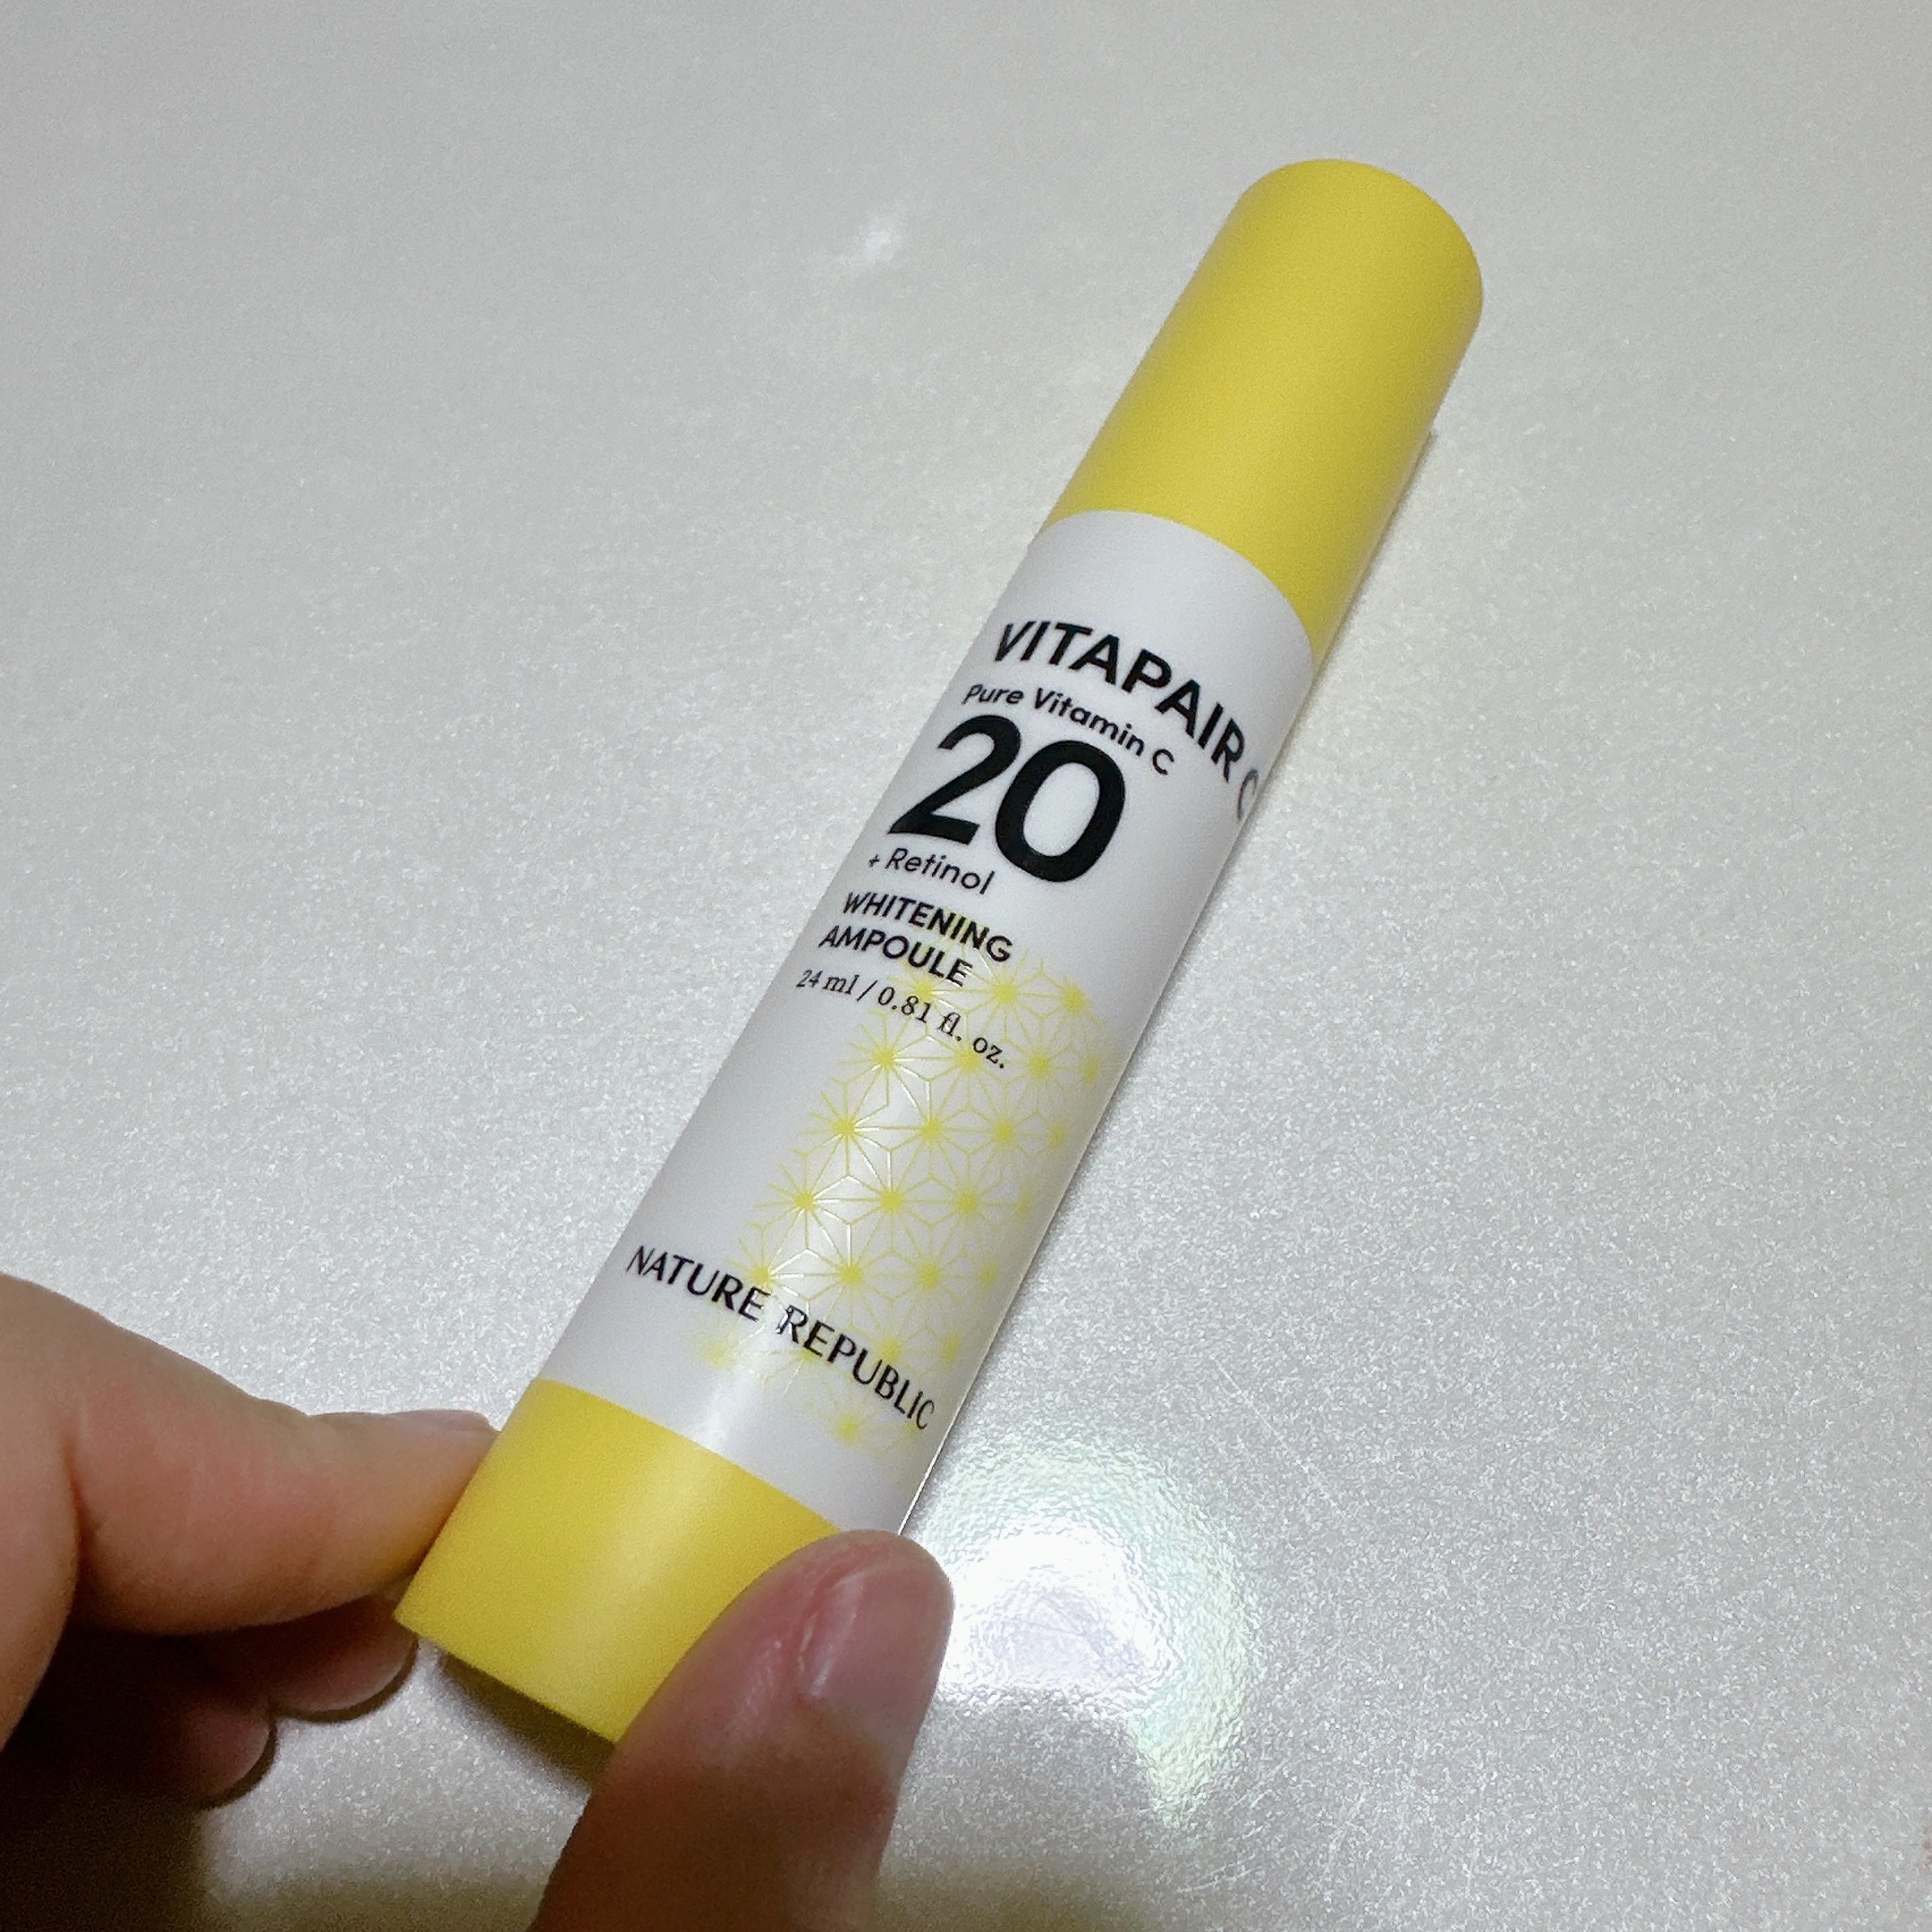 VITAPAIR C
Pure Vitamin C
20
+ Retinol
WHITENING
AMPOULE
24 ml / 0.81 fl. oz.
NATURE REPUBLIC